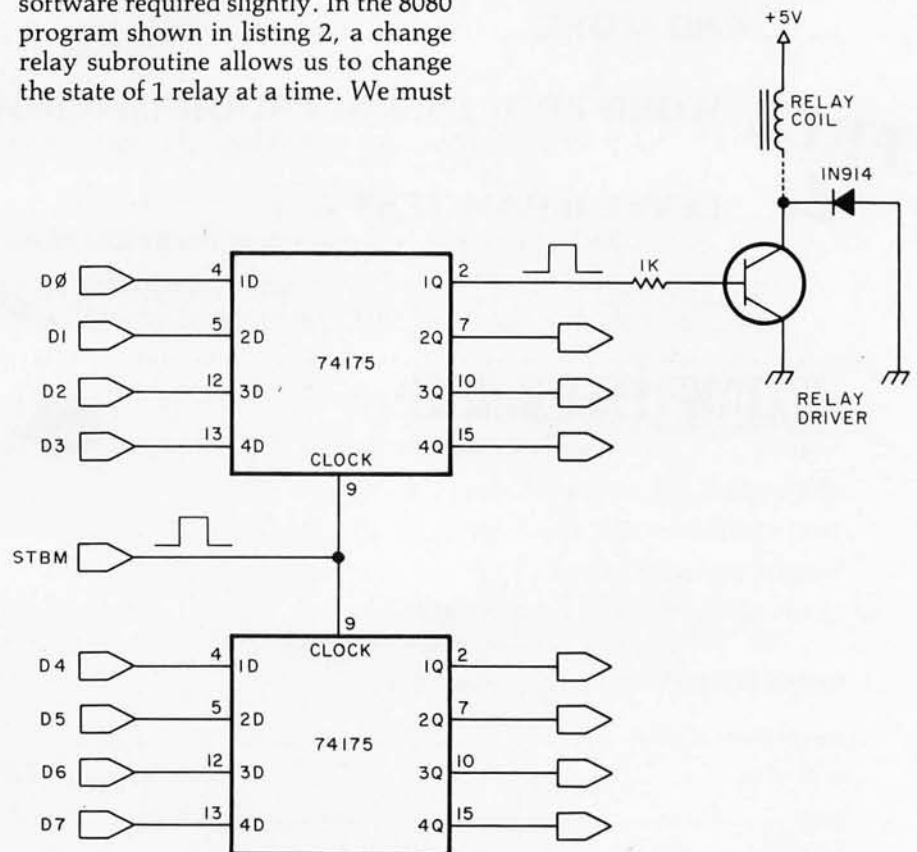 software required slightly. In the 8080
program shown in listing 2, a change
relay subroutine allows us to change
the state of 1 relay at a time. We must
+5V
RELAY
COIL
1N914
DØ
4
1D
1Q
2
1K
D1
5
2D
2Q
7
74175
D2
12
3D
3Q
10
D3
13
4D
4Q
15
RELAY
DRIVER
CLOCK
9
STBM
9
CLOCK
D4
4
1D
1Q
2
D5
5
2D
2Q
7
74175
D6
12
3D
3Q
10
D7
13
4D
4Q
15